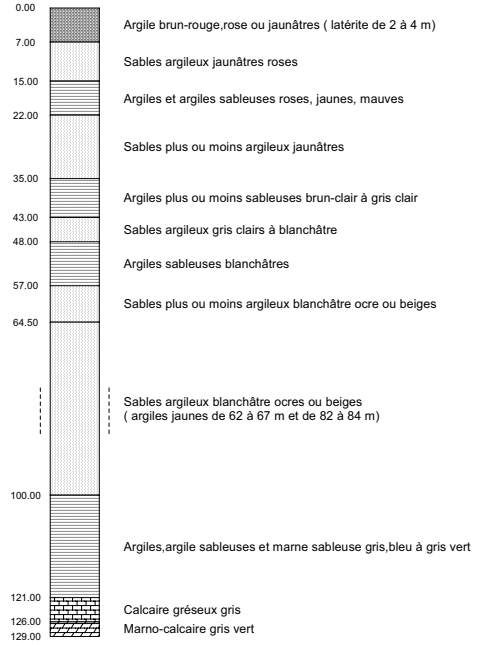 0.00
Argile brun-rouge,rose ou jaunâtres ( latérite de 2 à 4 m)
7.00
Sables argileux jaunâtres roses
15.00
Argiles et argiles sableuses roses, jaunes, mauves
22.00
Sables plus ou moins argileux jaunâtres
35.00
Argiles plus ou moins sableuses brun-clair à gris clair
43.00
Sables argileux gris clairs à blanchâtre
48.00
Argiles sableuses blanchâtres
57.00
Sables plus ou moins argileux blanchâtre ocre ou beiges
64.50
Sables argileux blanchâtre ocres ou beiges
( argiles jaunes de 62 à 67 m et de 82 à 84 m)
100.00
Argiles,argile sableuses et marne sableuse gris,bleu à gris vert
121.00
Calcaire gréseux gris
126.00
Marno-calcaire gris vert
129.00